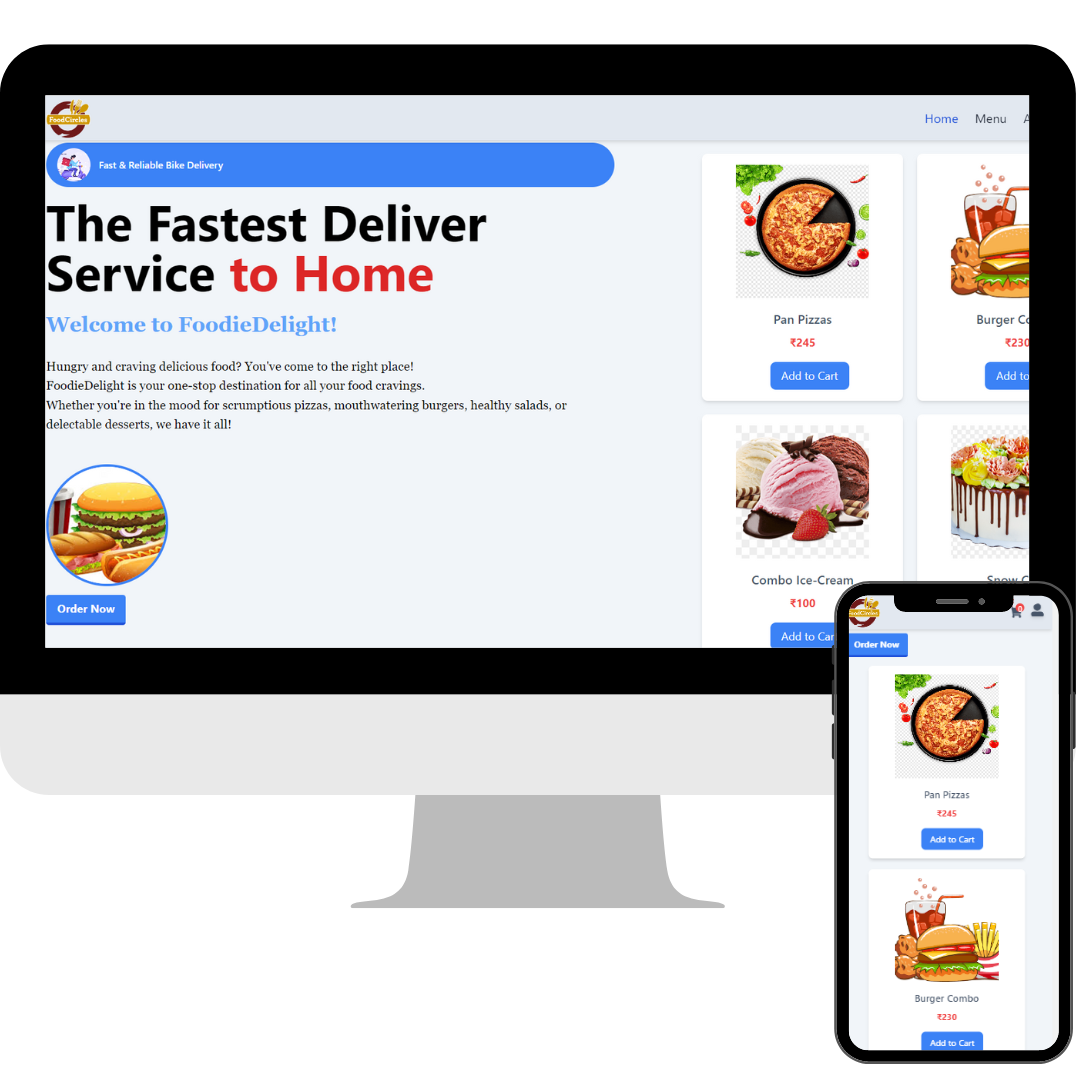 FoodCircles
Home
Menu
A
Fast & Reliable Bike Delivery
The Fastest Deliver
Service to Home
Welcome to FoodieDelight!
Hungry and craving delicious food? You've come to the right place!
FoodieDelight is your one-stop destination for all your food cravings.
Whether you're in the mood for scrumptious pizzas, mouthwatering burgers, healthy salads, or
delectable desserts, we have it all!
Order Now
Pan Pizzas
₹245
Add to Cart
Burger Co
₹230
Add to
Combo Ice-Cream
₹100
Add to Car
Snow C
FoodCircles
0
Order Now
Pan Pizzas
₹245
Add to Cart
Burger Combo
₹230
Add to Cart